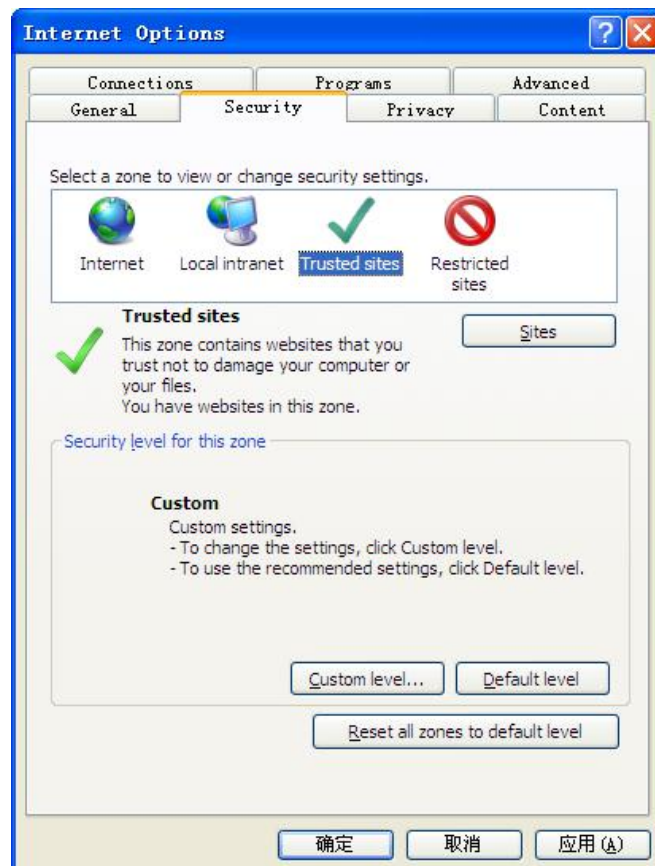 Internet Options
Connections Programs Advanced
General Security Privacy Content
Select a zone to view or change security settings.
Internet Local intranet Trusted sites Restricted
sites
Trusted sites
Sites
This zone contains websites that you
trust not to damage your computer or
your files.
You have websites in this zone.
Security level for this zone
Custom
Custom settings.
- To change the settings, click Custom level.
- To use the recommended settings, click Default level.
Custom level... Default level
Reset all zones to default level
确定 取消 应用(A)